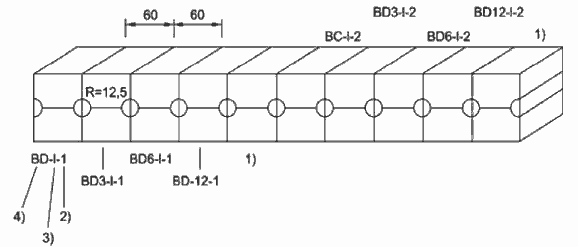 BD3-I-2 BD12-I-2
60 60
BC-I-2 BD6-I-2 1)
R=12,5
BD-I-1 BD6-I-1 1)
BD3-I-1 BD-12-1
4) 2)
3)